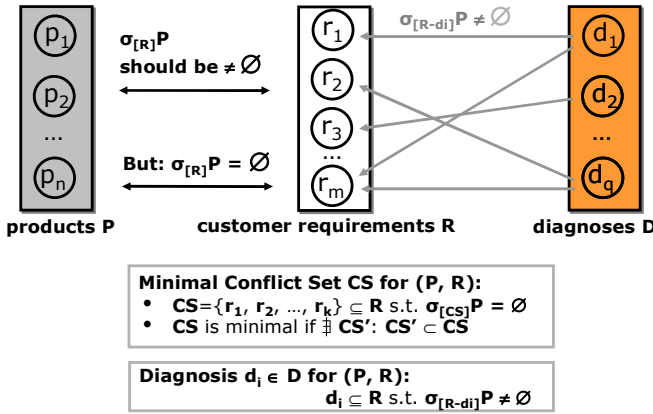 p1
p2
...
pn
products P
σ[R]P
should be ≠ ∅
But: σ[R]P = ∅
r1
r2
r3
...
rm
customer requirements R
σ[R-di]P ≠ ∅
d1
d2
...
dq
diagnoses D
Minimal Conflict Set CS for (P, R):
• CS={r1, r2, ..., rk} ⊆ R s.t. σ[CS]P = ∅
• CS is minimal if ∄ CS': CS' ⊂ CS
Diagnosis di ∈ D for (P, R):
di ⊆ R s.t. σ[R-di]P ≠ ∅